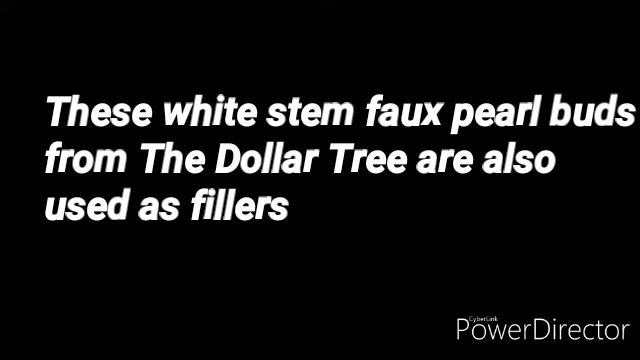 These white stem faux pearl buds
from The Dollar Tree are also
used as fillers
CyberLink
PowerDirector